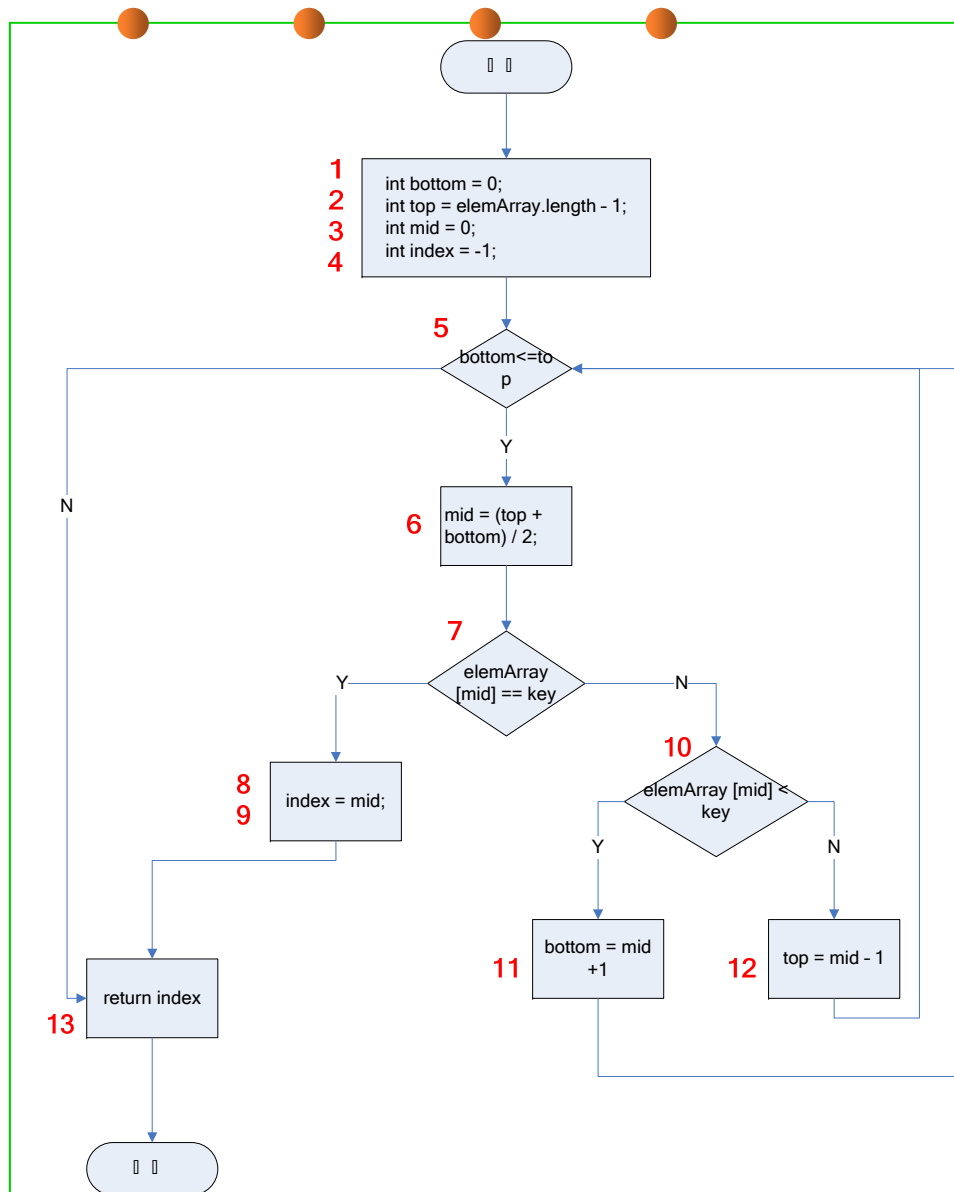 1
int bottom = 0;
2
int top = elemArray.length - 1;
3
int mid = 0;
4
int index = -1;
5
bottom<=to
p
N
Y
6
mid = (top +
bottom) / 2;
7
elemArray
[mid] == key
Y
N
8
9
index = mid;
10
elemArray [mid] <
key
Y
N
11
bottom = mid
+1
12
top = mid - 1
return index
13